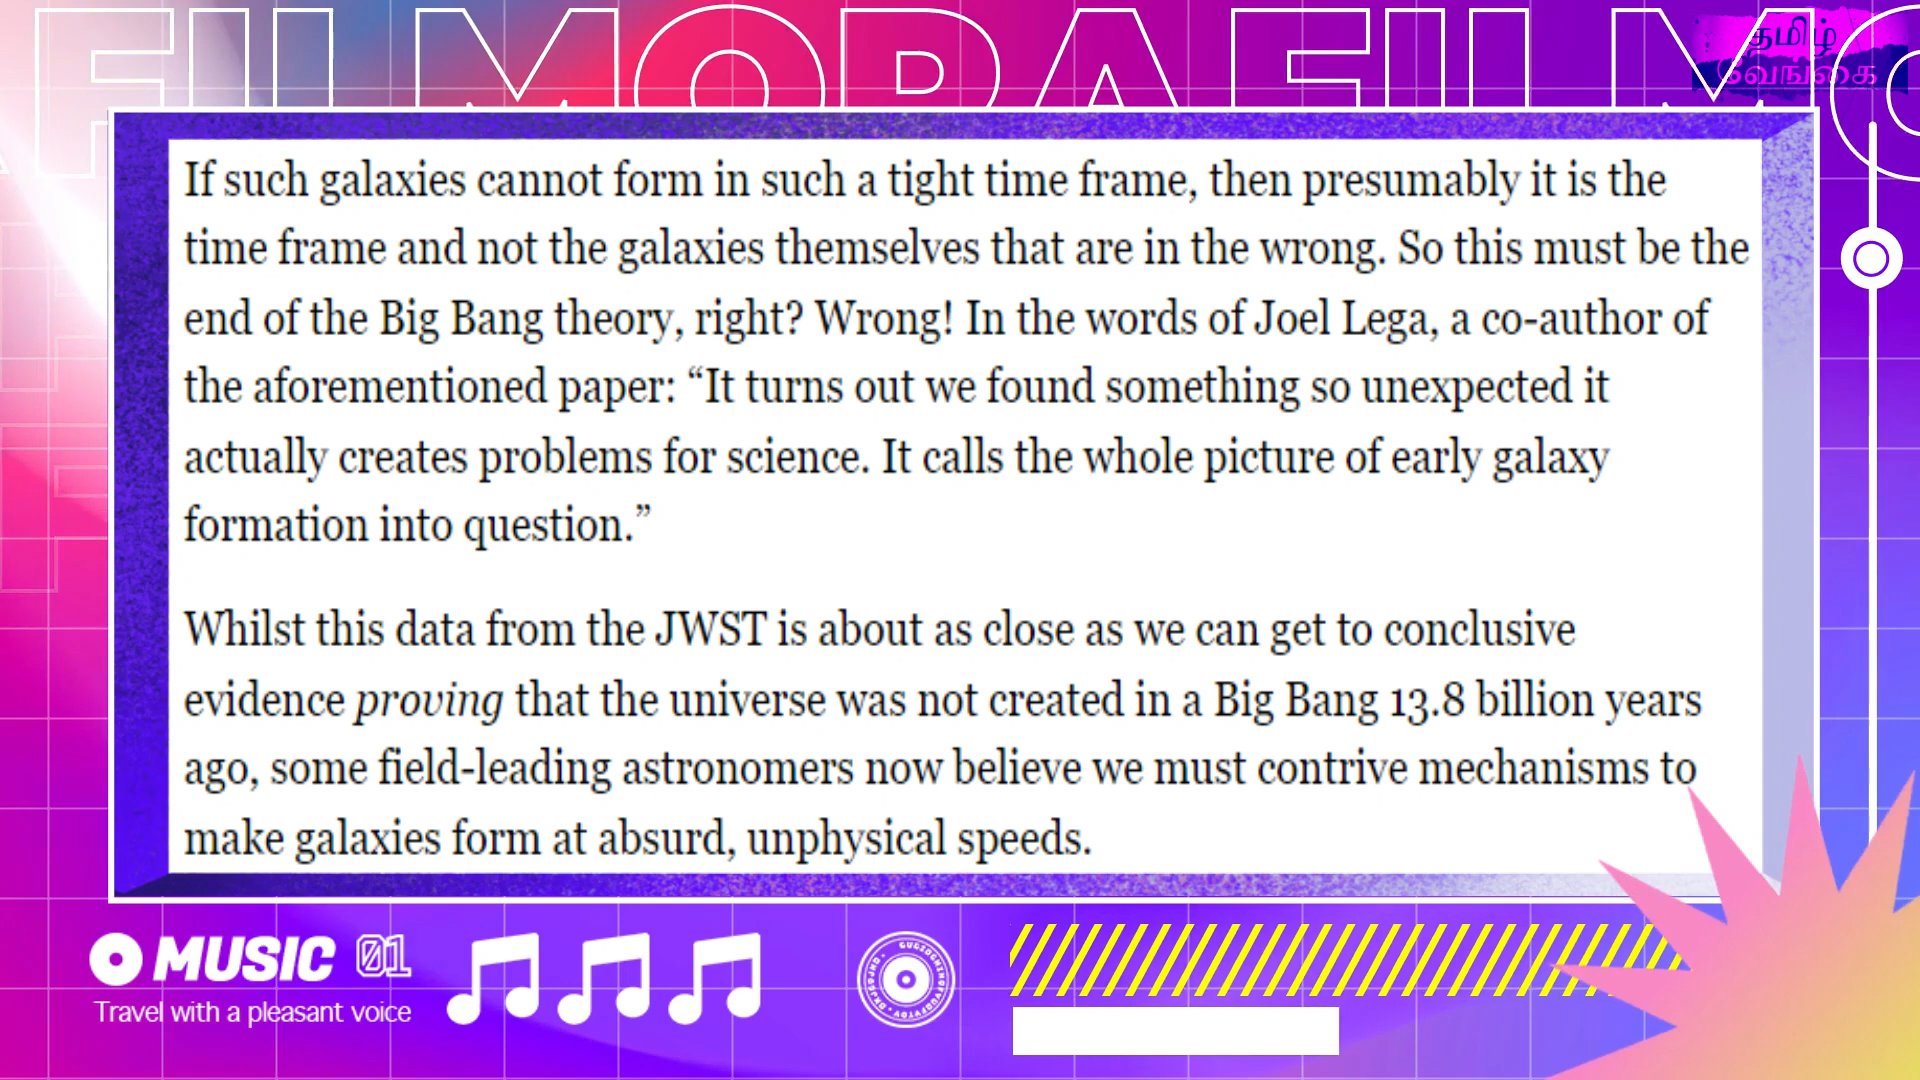 FILMORA FILMO
தமிழ்
வேங்கை
If such galaxies cannot form in such a tight time frame, then presumably it is the
time frame and not the galaxies themselves that are in the wrong. So this must be the
end of the Big Bang theory, right? Wrong! In the words of Joel Lega, a co-author of
the aforementioned paper: “It turns out we found something so unexpected it
actually creates problems for science. It calls the whole picture of early galaxy
formation into question.”
Whilst this data from the JWST is about as close as we can get to conclusive
evidence proving that the universe was not created in a Big Bang 13.8 billion years
ago, some field-leading astronomers now believe we must contrive mechanisms to
make galaxies form at absurd, unphysical speeds.
MUSIC 01
Travel with a pleasant voice